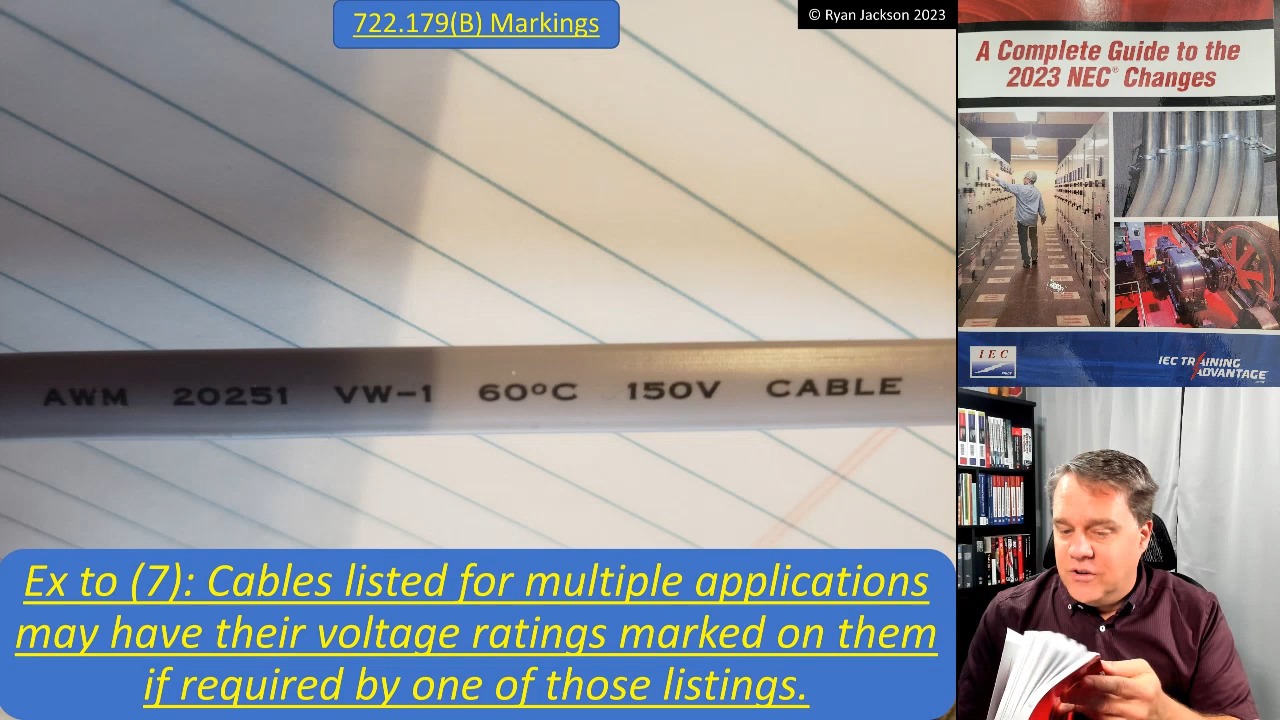 722.179(B) Markings
© Ryan Jackson 2023
A Complete Guide to the
2023 NEC® Changes
AWM 20251 VW-1 60°C 150V CABLE
IEC
IEC TRAINING
ADVANTAGE
Ex to (7): Cables listed for multiple applications
may have their voltage ratings marked on them
if required by one of those listings.